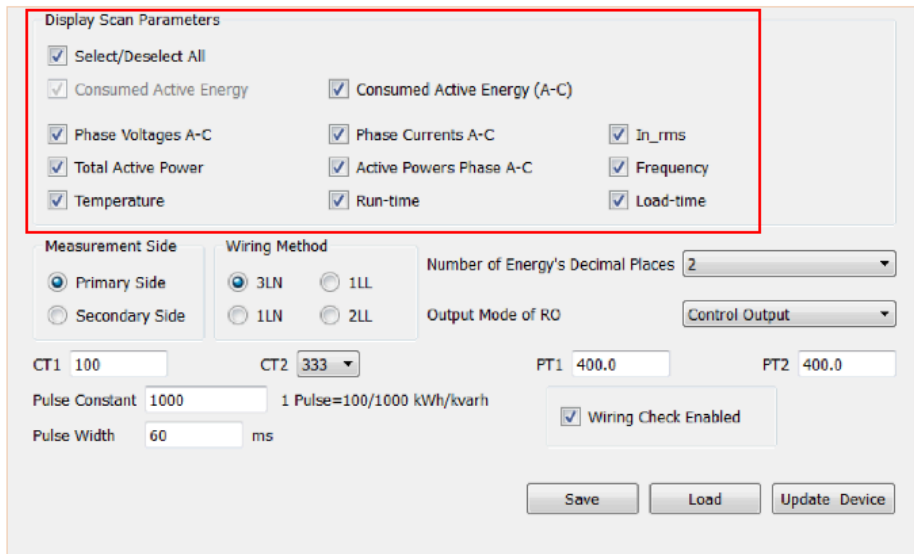 Display Scan Parameters
Select/Deselect All
Consumed Active Energy Consumed Active Energy (A-C)
Phase Voltages A-C Phase Currents A-C In_rms
Total Active Power Active Powers Phase A-C Frequency
Temperature Run-time Load-time
Measurement Side Wiring Method
Number of Energy's Decimal Places 2
Primary Side 3LN 1LL
Secondary Side 1LN 2LL Output Mode of RO Control Output
CT1 100 CT2 333 PT1 400.0 PT2 400.0
Pulse Constant 1000 1 Pulse=100/1000 kWh/kvarh
Wiring Check Enabled
Pulse Width 60 ms
Save Load Update Device